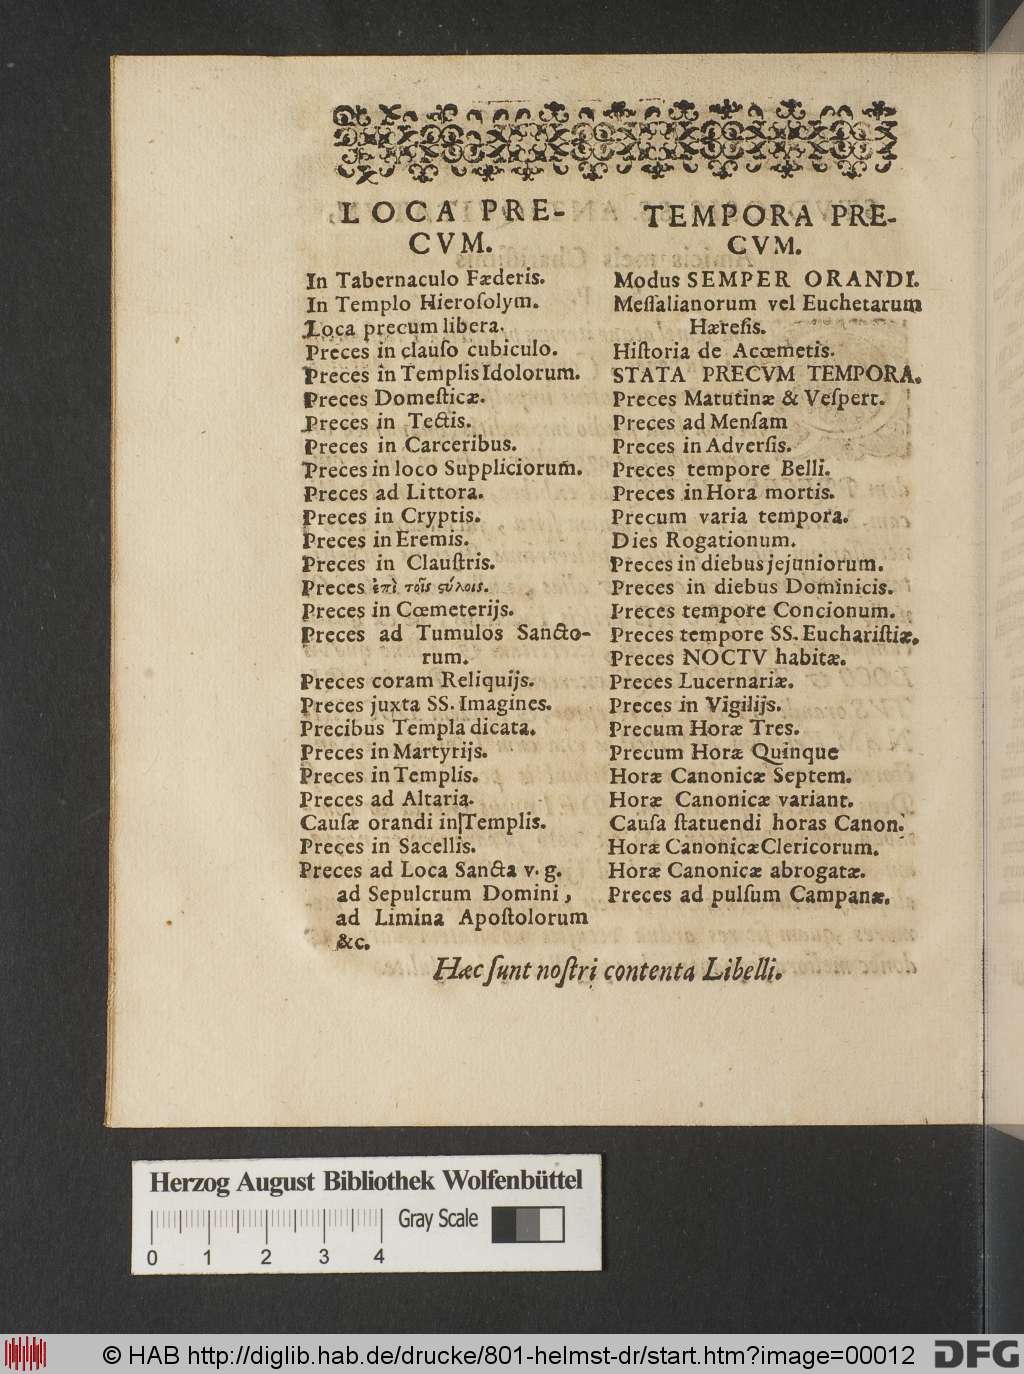 LOCA PRE-
CVM.
In Tabernaculo Fæderis.
In Templo Hieroſolym.
Loca precum libera.
Preces in clauſo cubiculo.
Preces in Templis Idolorum.
Preces Domeſticæ.
Preces in Tectis.
Preces in Carceribus.
Preces in loco Suppliciorum̃.
Preces ad Littora.
Preces in Cryptis.
Preces in Eremis.
Preces in Clauſtris.
Preces ἐπὶ τοῖς ϛύλοις.
Preces in Cœmeterijs.
Preces ad Tumulos Sancto-
rum.
Preces coram Reliquijs.
Preces juxta SS. Imagines.
Precibus Templa dicata.
Preces in Martyrijs.
Preces in Templis.
Preces ad Altaria.
Cauſæ orandi in Templis.
Preces in Sacellis.
Preces ad Loca Sancta v. g.
ad Sepulcrum Domini,
ad Limina Apoſtolorum
&c.
TEMPORA PRE-
CVM.
Modus SEMPER ORANDI.
Meſſalianorum vel Euchetarum
Hæreſis.
Hiſtoria de Acœmetis.
STATA PRECVM TEMPORA.
Preces Matutinæ & Veſpert.
Preces ad Menſam
Preces in Adverſis.
Preces tempore Belli.
Preces in Hora mortis.
Precum varia tempora.
Dies Rogationum.
Preces in diebus jejuniorum.
Preces in diebus Dominicis.
Preces tempore Concionum.
Preces tempore SS. Euchariſtiæ.
Preces NOCTV habitæ.
Preces Lucernariæ.
Preces in Vigilijs.
Precum Horæ Tres.
Precum Horæ Quinque
Horæ Canonicæ Septem.
Horæ Canonicæ variant.
Cauſa ſtatuendi horas Canon.
Horæ Canonicæ Clericorum.
Horæ Canonicæ abrogatæ.
Preces ad pulſum Campanæ.
Hæc ſunt noſtri contenta Libelli.
Herzog August Bibliothek Wolfenbüttel
Gray Scale
0 1 2 3 4
© HAB http://diglib.hab.de/drucke/801-helmst-dr/start.htm?image=00012
DFG